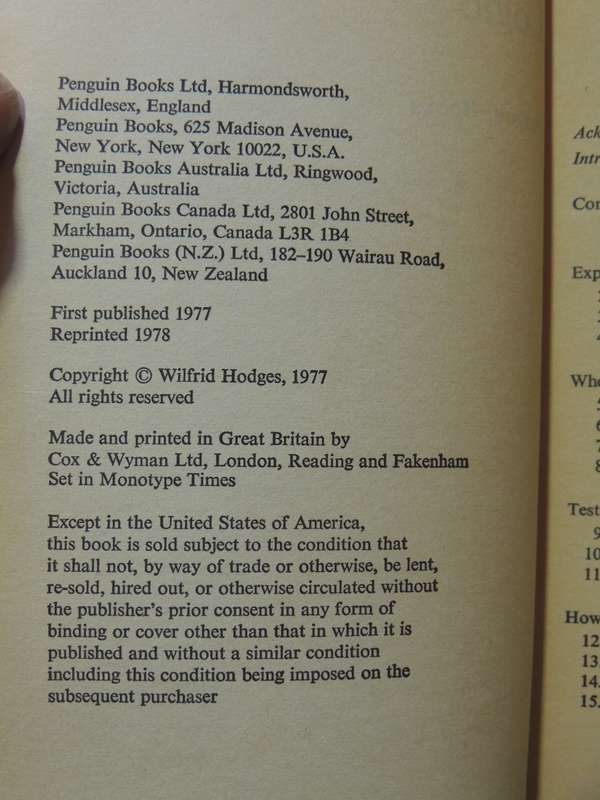 Penguin Books Ltd, Harmondsworth,
Middlesex, England
Penguin Books, 625 Madison Avenue,
New York, New York 10022, U.S.A.
Penguin Books Australia Ltd, Ringwood,
Victoria, Australia
Penguin Books Canada Ltd, 2801 John Street,
Markham, Ontario, Canada L3R 1B4
Penguin Books (N.Z.) Ltd, 182–190 Wairau Road,
Auckland 10, New Zealand
First published 1977
Reprinted 1978
Copyright © Wilfrid Hodges, 1977
All rights reserved
Made and printed in Great Britain by
Cox & Wyman Ltd, London, Reading and Fakenham
Set in Monotype Times
Except in the United States of America,
this book is sold subject to the condition that
it shall not, by way of trade or otherwise, be lent,
re-sold, hired out, or otherwise circulated without
the publisher's prior consent in any form of
binding or cover other than that in which it is
published and without a similar condition
including this condition being imposed on the
subsequent purchaser
Ack
Intr
Con
Exp
Whe
6
7
8
Test
9
10
11
How
12
13.
14.
15.